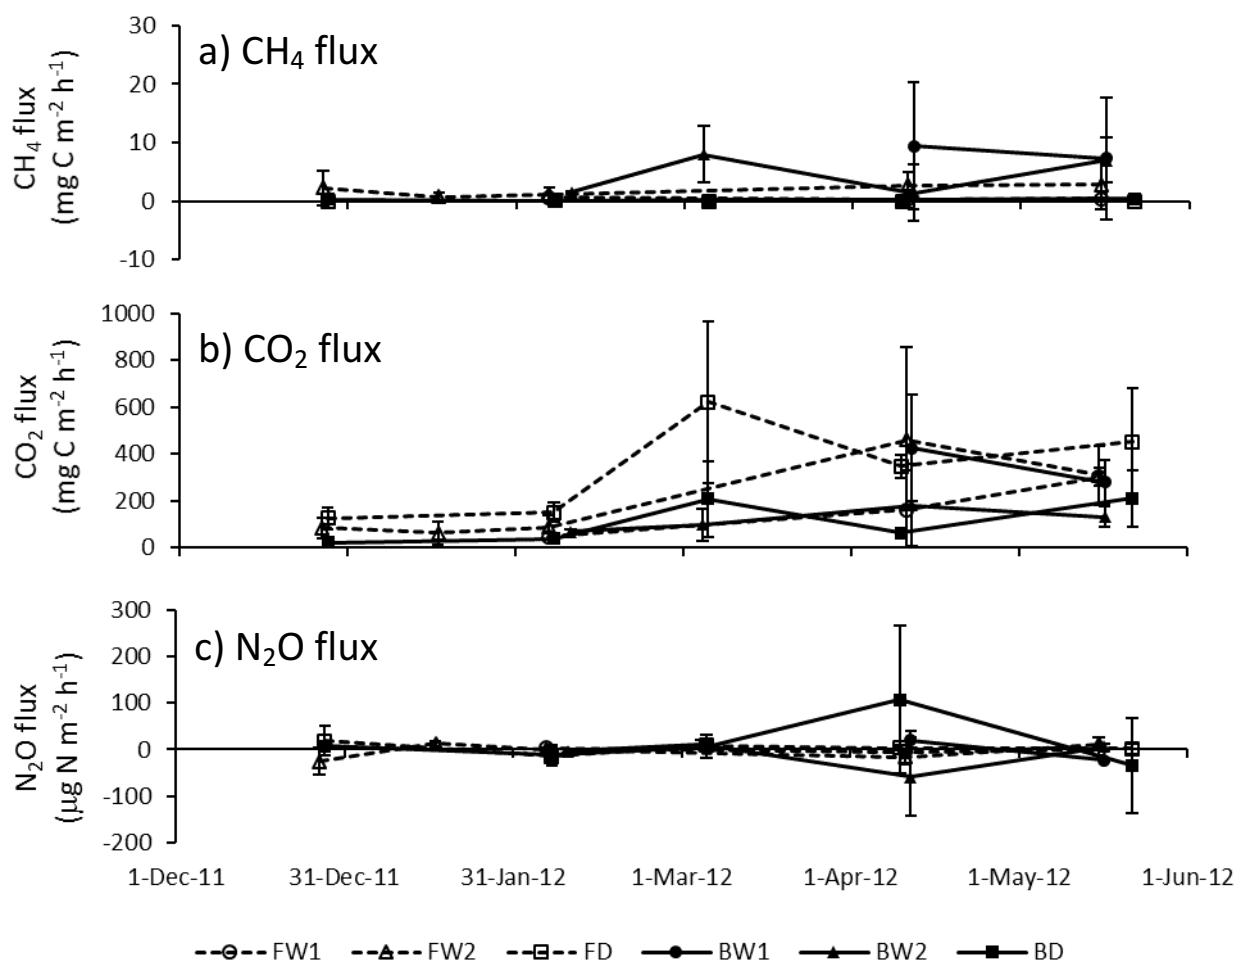 a) CH₄ flux
CH₄ flux
(mg C m⁻² h⁻¹)
30
20
10
0
-10
b) CO₂ flux
CO₂ flux
(mg C m⁻² h⁻¹)
1000
800
600
400
200
0
c) N₂O flux
N₂O flux
(µg N m⁻² h⁻¹)
300
200
100
0
-100
-200
1-Dec-11 31-Dec-11 31-Jan-12 1-Mar-12 1-Apr-12 1-May-12 1-Jun-12
FW1 FW2 FD BW1 BW2 BD